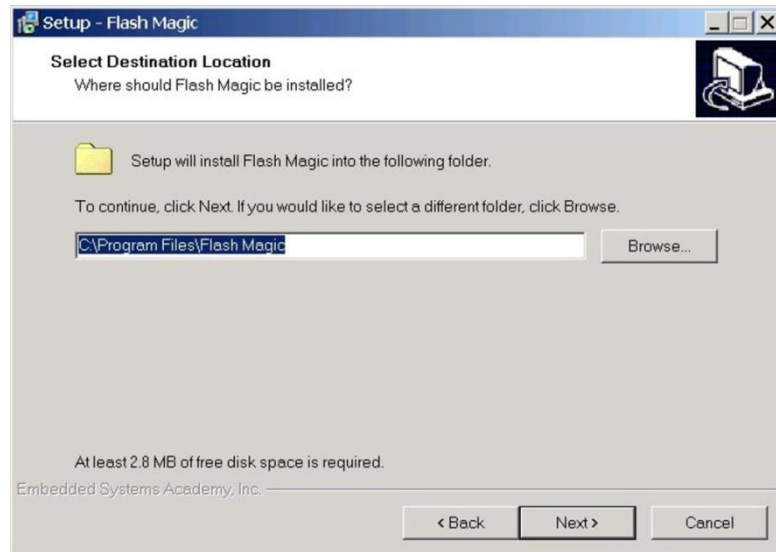 Setup - Flash Magic
Select Destination Location
Where should Flash Magic be installed?
Setup will install Flash Magic into the following folder.
To continue, click Next. If you would like to select a different folder, click Browse.
C:\Program Files\Flash Magic
Browse...
At least 2.8 MB of free disk space is required.
Embedded Systems Academy, Inc.
< Back
Next >
Cancel